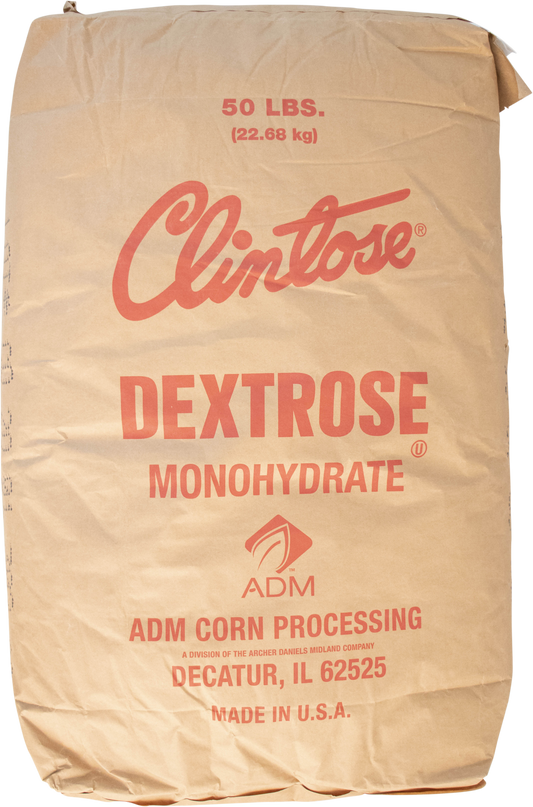 50 LBS.
(22.68 kg)
Clintose®
DEXTROSE
U
MONOHYDRATE
™
ADM
ADM CORN PROCESSING
A DIVISION OF THE ARCHER DANIELS MIDLAND COMPANY
DECATUR, IL 62525
MADE IN U.S.A.